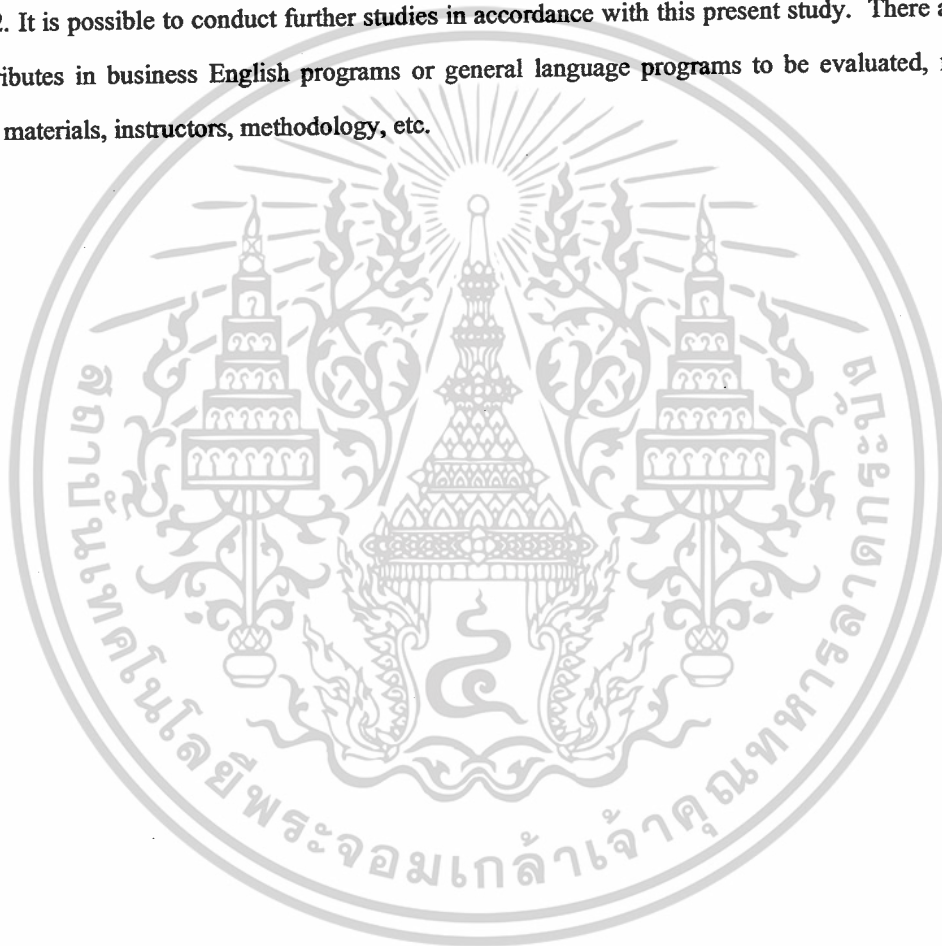 2. It is possible to conduct further studies in accordance with this present study. There
in business English programs or general language programs to be evaluated,
materials, instructors, methodology, etc.
สถาบันเทคโนโลยีพระจอมเกล้าเจ้าคุณทหารลาดกระบัง
๔